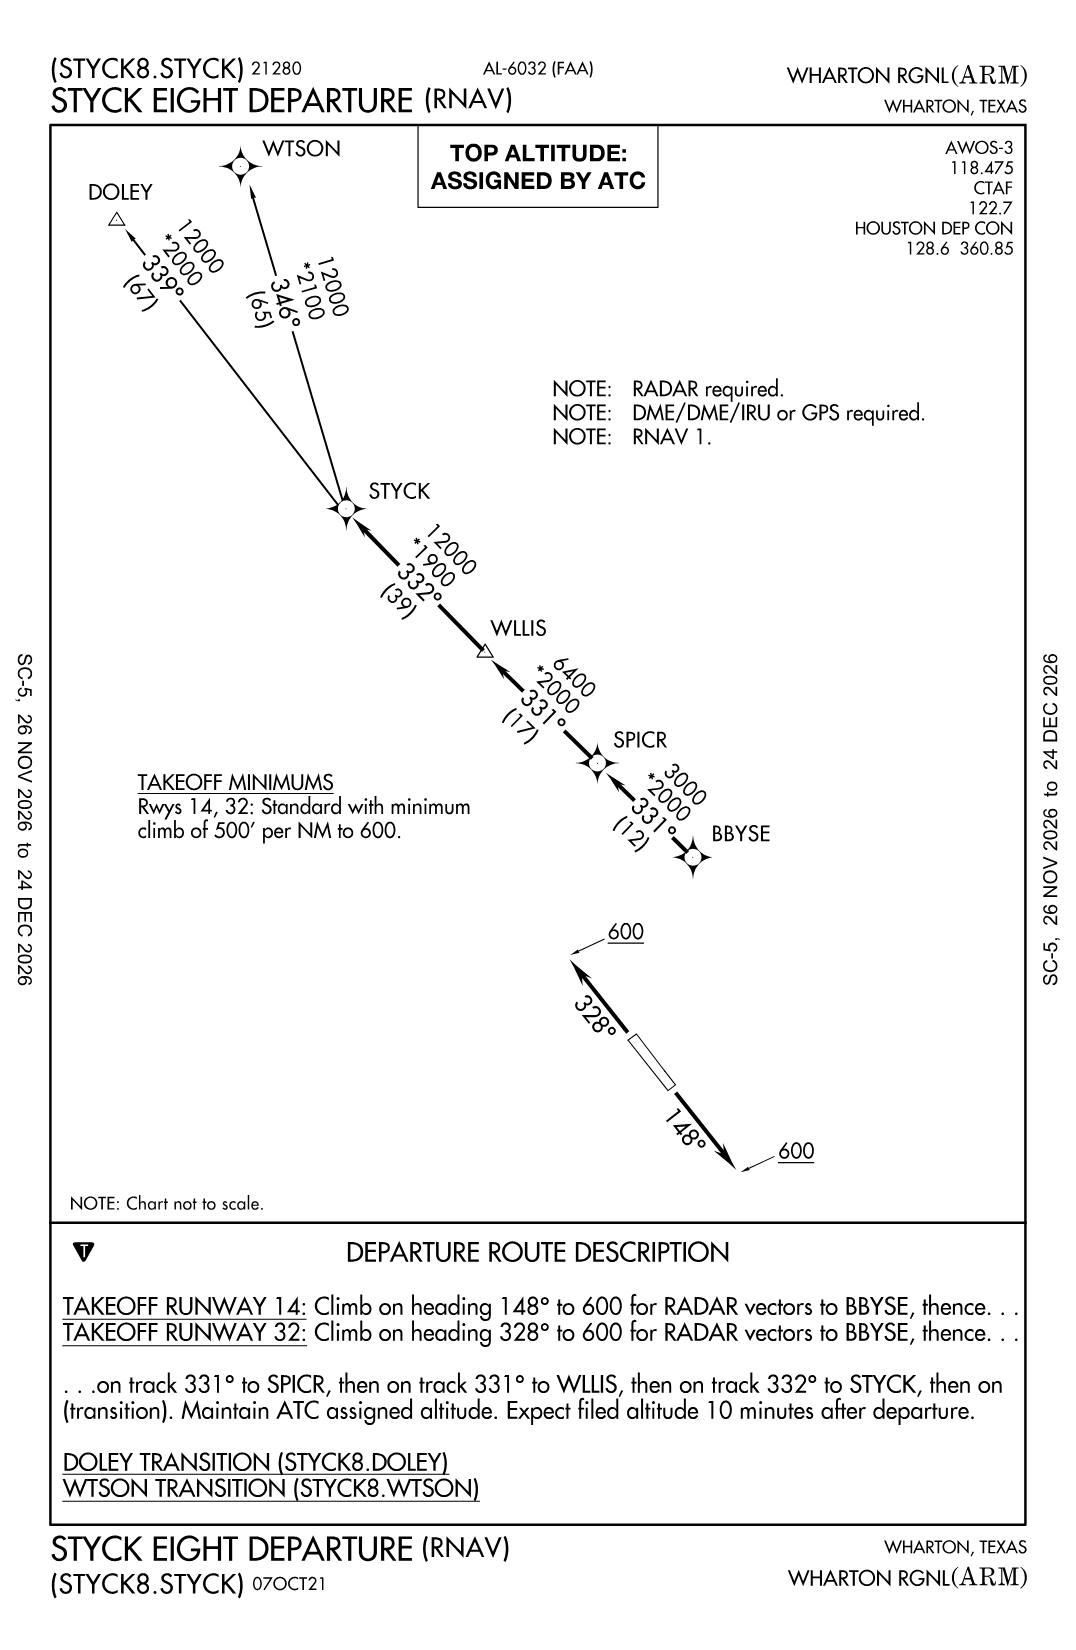 (STYCK8.STYCK) 21280
AL-6032 (FAA)
WHARTON RGNL(ARM)
STYCK EIGHT DEPARTURE (RNAV)
WHARTON, TEXAS
TOP ALTITUDE:
ASSIGNED BY ATC
AWOS-3
118.475
CTAF
122.7
HOUSTON DEP CON
128.6 360.85
WTSON
DOLEY
12000
*2000
339°
(67)
12000
*2100
346°
(65)
NOTE: RADAR required.
NOTE: DME/DME/IRU or GPS required.
NOTE: RNAV 1.
STYCK
12000
*1900
332°
(39)
WLLIS
6400
*2000
331°
(17)
SPICR
3000
*2000
331°
(12)
BBYSE
TAKEOFF MINIMUMS
Rwys 14, 32: Standard with minimum
climb of 500' per NM to 600.
600
328°
148°
600
NOTE: Chart not to scale.
SC-5, 26 NOV 2026 to 24 DEC 2026
SC-5, 26 NOV 2026 to 24 DEC 2026
T
DEPARTURE ROUTE DESCRIPTION
TAKEOFF RUNWAY 14: Climb on heading 148° to 600 for RADAR vectors to BBYSE, thence. . .
TAKEOFF RUNWAY 32: Climb on heading 328° to 600 for RADAR vectors to BBYSE, thence. . .
. . .on track 331° to SPICR, then on track 331° to WLLIS, then on track 332° to STYCK, then on
(transition). Maintain ATC assigned altitude. Expect filed altitude 10 minutes after departure.
DOLEY TRANSITION (STYCK8.DOLEY)
WTSON TRANSITION (STYCK8.WTSON)
STYCK EIGHT DEPARTURE (RNAV)
WHARTON, TEXAS
(STYCK8.STYCK) 07OCT21
WHARTON RGNL(ARM)